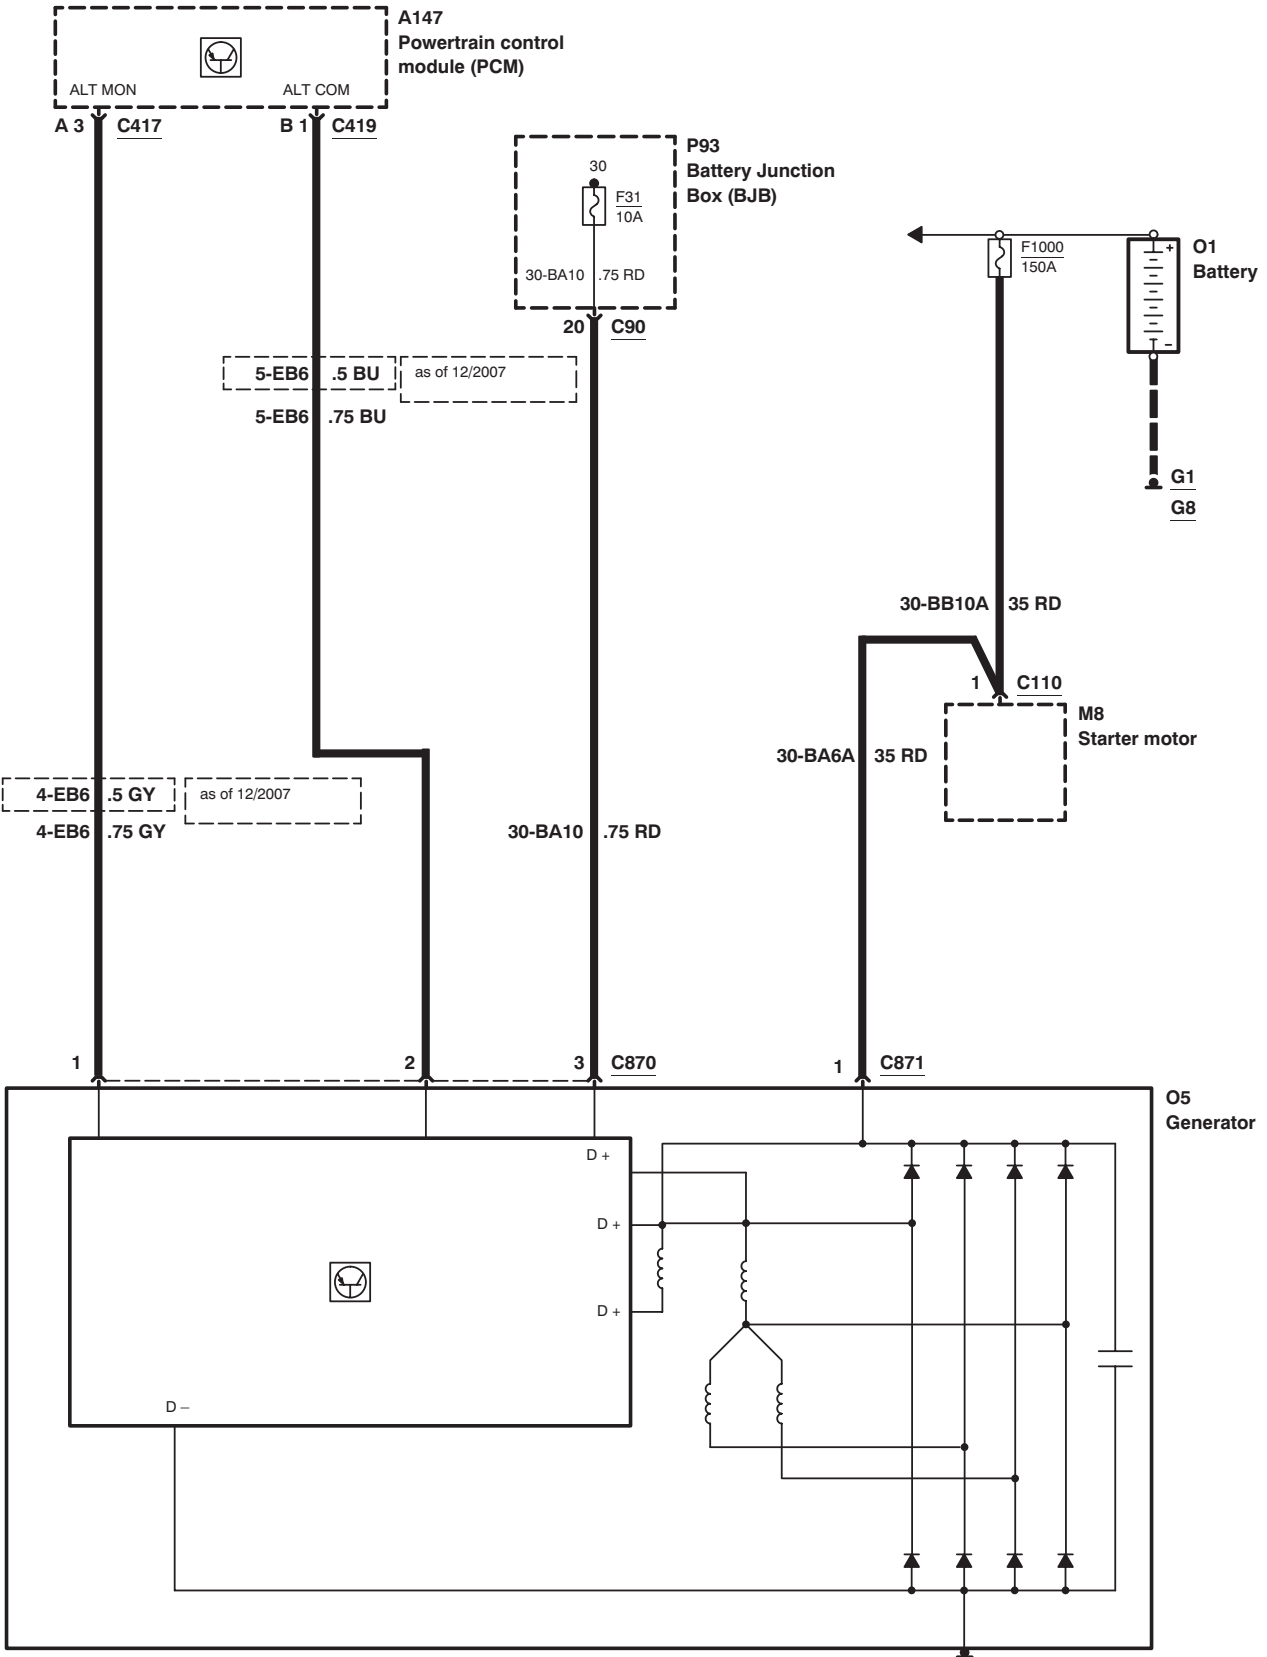 A147
Powertrain control
module (PCM)
ALT MON
ALT COM
A 3
C417
B 1
C419
P93
Battery Junction
Box (BJB)
30
F31
10A
30-BA10
.75 RD
20
C90
F1000
150A
+
–
O1
Battery
G1
G8
5-EB6
.5 BU
as of 12/2007
5-EB6
.75 BU
30-BB10A
35 RD
1
C110
M8
Starter motor
30-BA6A
35 RD
4-EB6
.5 GY
as of 12/2007
4-EB6
.75 GY
30-BA10
.75 RD
1
2
3
C870
1
C871
O5
Generator
D +
D +
D +
D –